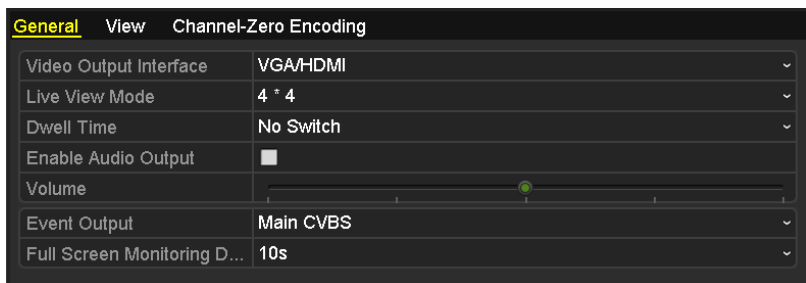 General View Channel-Zero Encoding
Video Output Interface VGA/HDMI
Live View Mode 4 * 4
Dwell Time No Switch
Enable Audio Output
Volume
Event Output Main CVBS
Full Screen Monitoring D... 10s